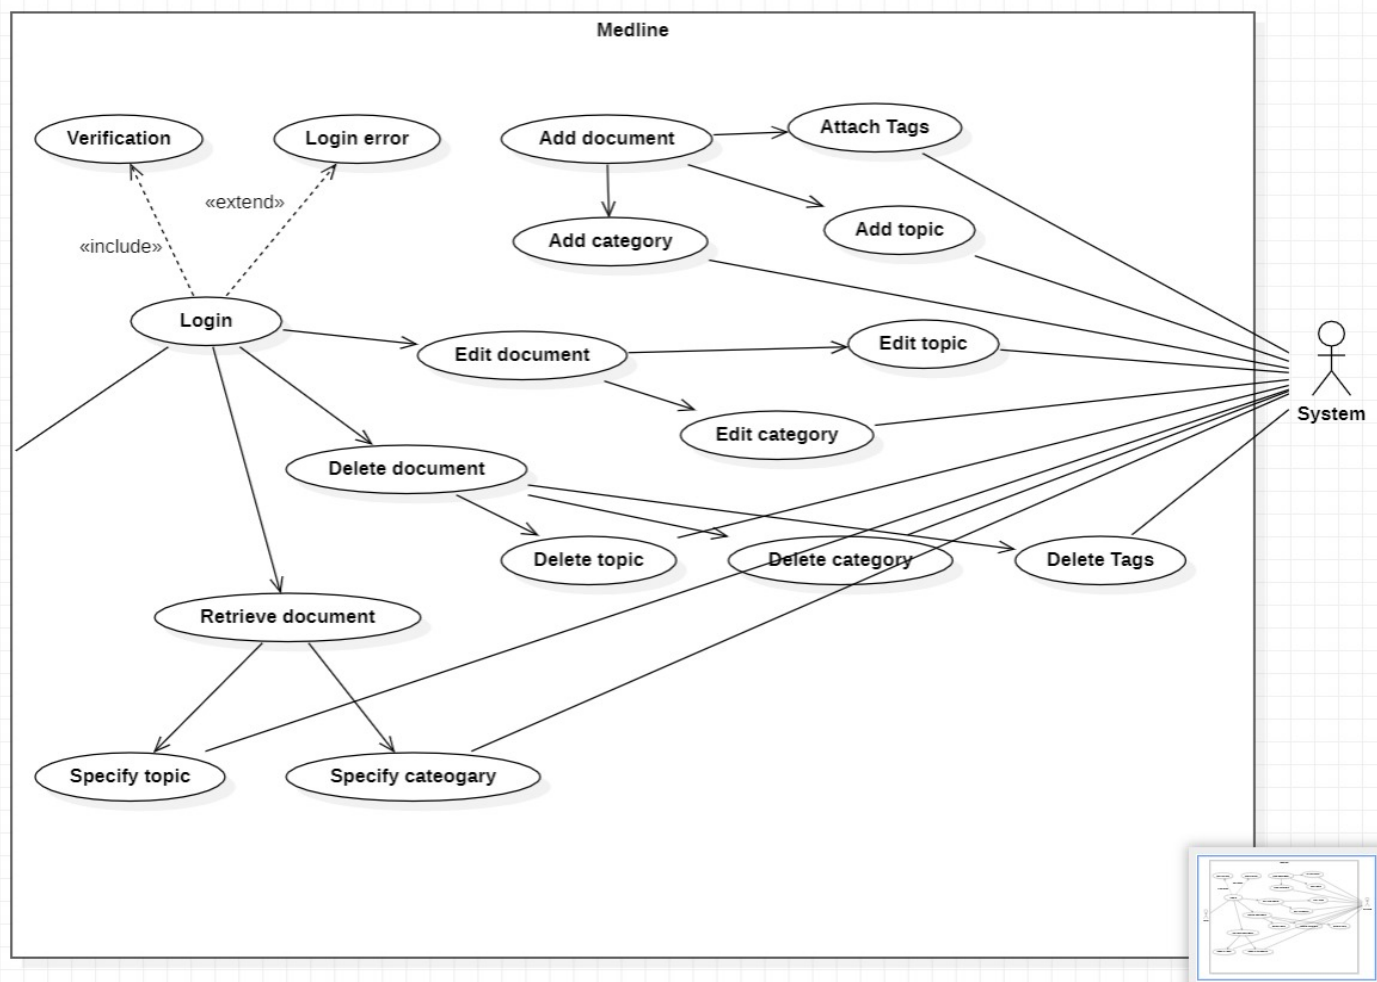 Medline
Verification
Login error
Add document
Attach Tags
«extend»
Add topic
Add category
«include»
Login
Edit document
Edit topic
System
Edit category
Delete document
Delete topic
Delete category
Delete Tags
Retrieve document
Specify topic
Specify cateogary